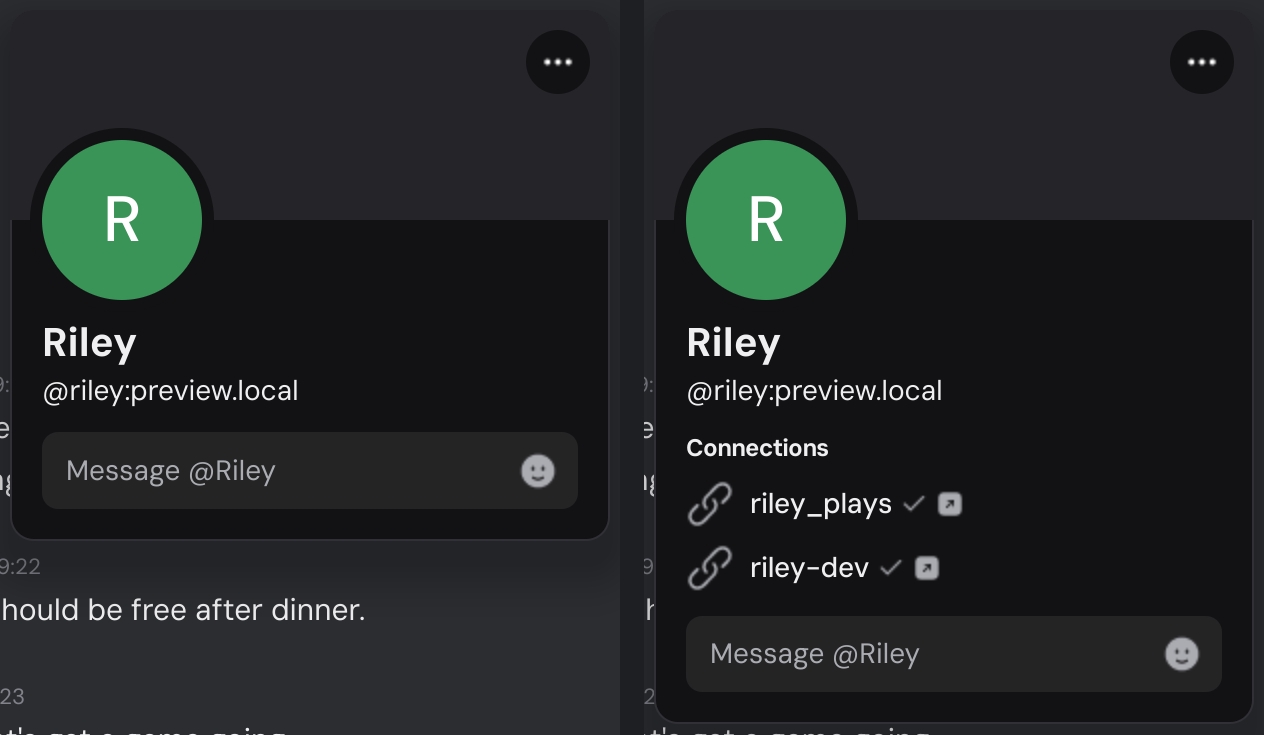 R
Riley
@riley:preview.local
Message @Riley
9:22
hould be free after dinner.
23
R
Riley
@riley:preview.local
Connections
riley_plays
riley-dev
Message @Riley